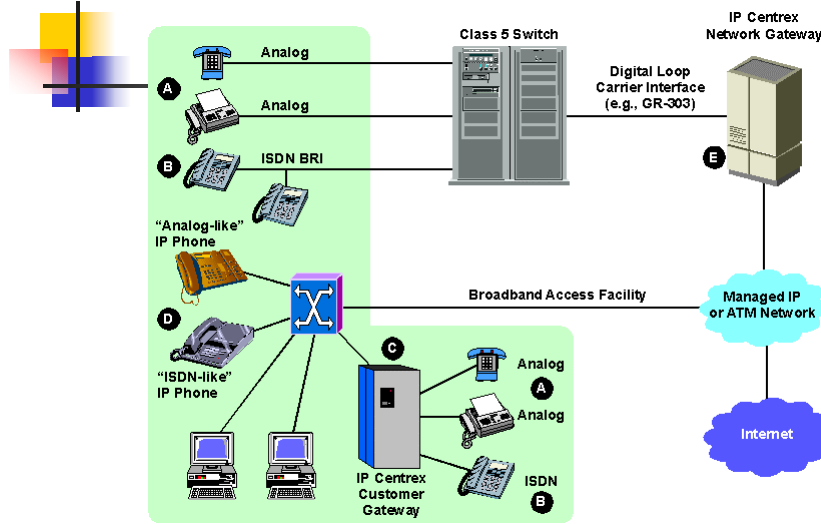 IP Centrex
Network Gateway
Class 5 Switch
Analog
A
Analog
Digital Loop
Carrier Interface
(e.g., GR-303)
B
ISDN BRI
E
"Analog-like"
IP Phone
Broadband Access Facility
Managed IP
or ATM Network
D
"ISDN-like"
IP Phone
C
Analog
A
Analog
Internet
IP Centrex
Customer
Gateway
ISDN
B